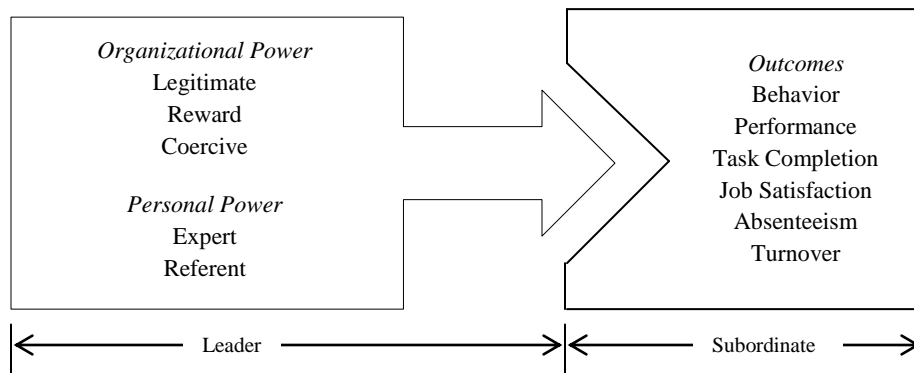 Organizational Power
Legitimate
Reward
Coercive
Personal Power
Expert
Referent
Outcomes
Behavior
Performance
Task Completion
Job Satisfaction
Absenteeism
Turnover
Leader
Subordinate